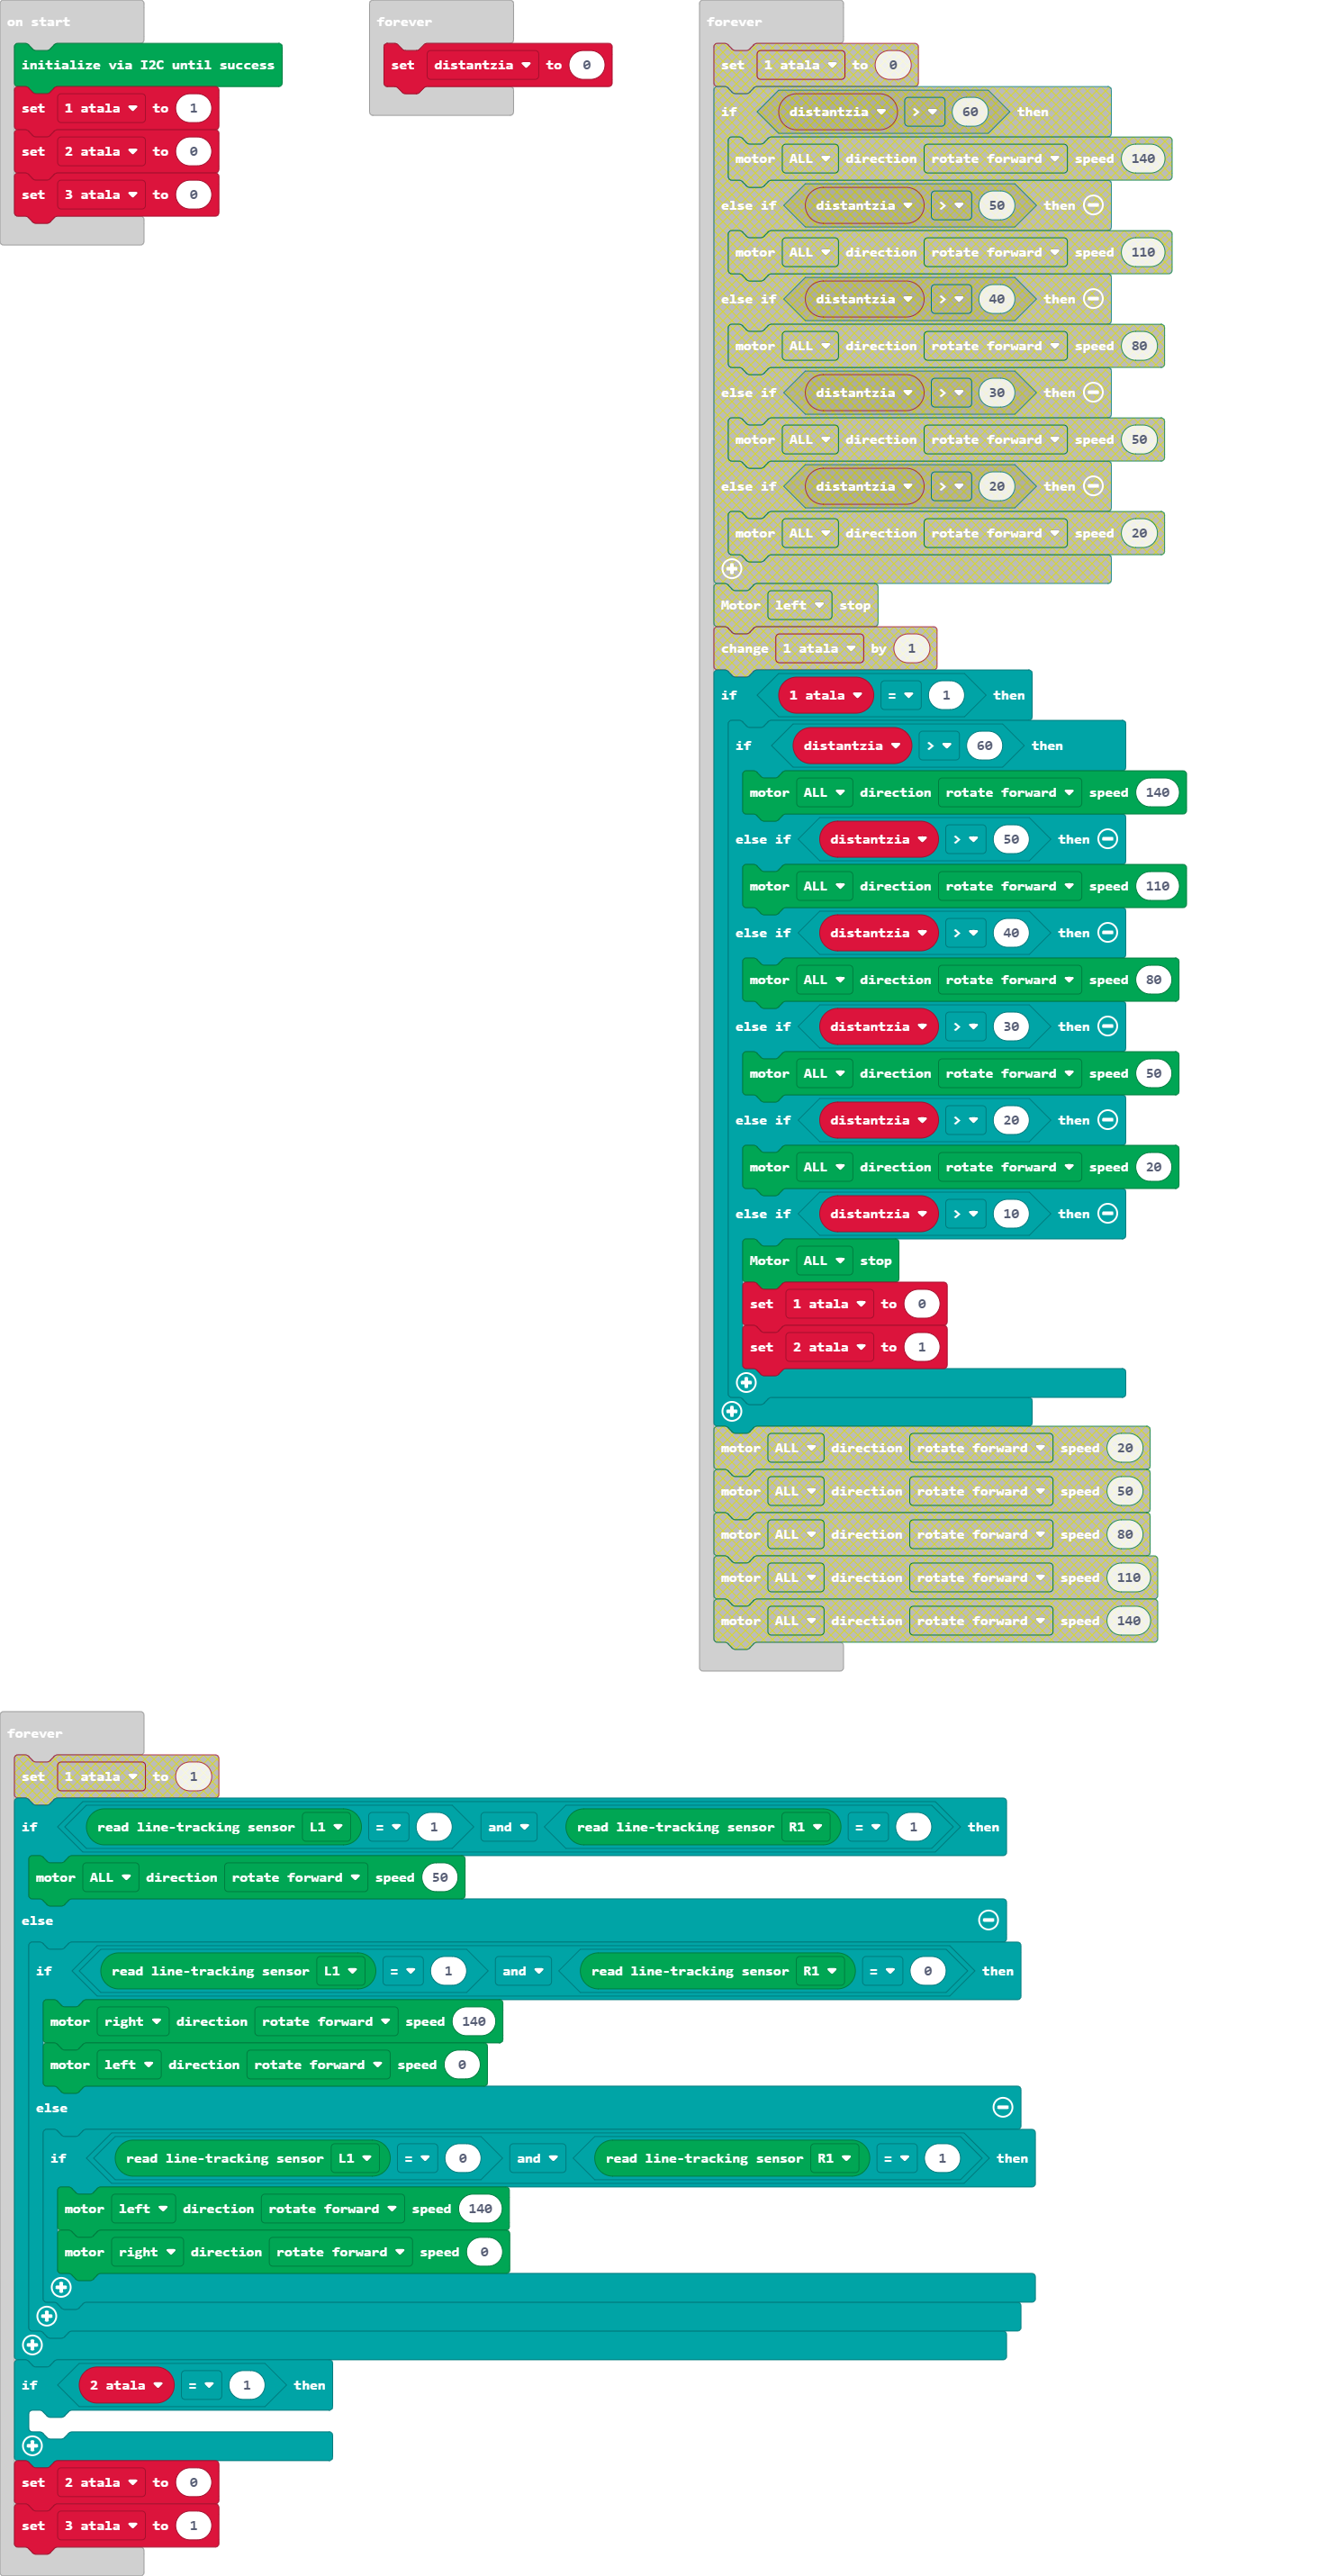 on start
initialize via I2C until success
set 1 atala to 1
set 2 atala to 0
set 3 atala to 0
forever
set distantzia to 0
forever
set 1 atala to 0
if distantzia > 60 then
motor ALL direction rotate forward speed 140
else if distantzia > 50 then
motor ALL direction rotate forward speed 110
else if distantzia > 40 then
motor ALL direction rotate forward speed 80
else if distantzia > 30 then
motor ALL direction rotate forward speed 50
else if distantzia > 20 then
motor ALL direction rotate forward speed 20
Motor left stop
change 1 atala by 1
if 1 atala = 1 then
if distantzia > 60 then
motor ALL direction rotate forward speed 140
else if distantzia > 50 then
motor ALL direction rotate forward speed 110
else if distantzia > 40 then
motor ALL direction rotate forward speed 80
else if distantzia > 30 then
motor ALL direction rotate forward speed 50
else if distantzia > 20 then
motor ALL direction rotate forward speed 20
else if distantzia > 10 then
Motor ALL stop
set 1 atala to 0
set 2 atala to 1
motor ALL direction rotate forward speed 20
motor ALL direction rotate forward speed 50
motor ALL direction rotate forward speed 80
motor ALL direction rotate forward speed 110
motor ALL direction rotate forward speed 140
forever
set 1 atala to 1
if read line-tracking sensor L1 = 1 and read line-tracking sensor R1 = 1 then
motor ALL direction rotate forward speed 50
else
if read line-tracking sensor L1 = 1 and read line-tracking sensor R1 = 0 then
motor right direction rotate forward speed 140
motor left direction rotate forward speed 0
else
if read line-tracking sensor L1 = 0 and read line-tracking sensor R1 = 1 then
motor left direction rotate forward speed 140
motor right direction rotate forward speed 0
if 2 atala = 1 then
set 2 atala to 0
set 3 atala to 1